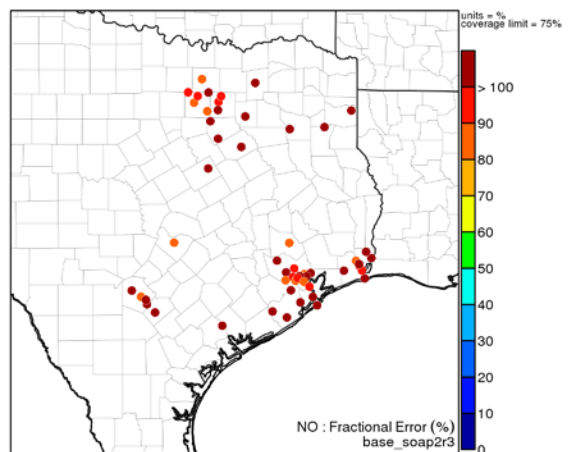 units = %
coverage limit = 75%
> 100
90
80
70
60
50
40
30
20
10
0
NO : Fractional Error (%)
base_soap2r3